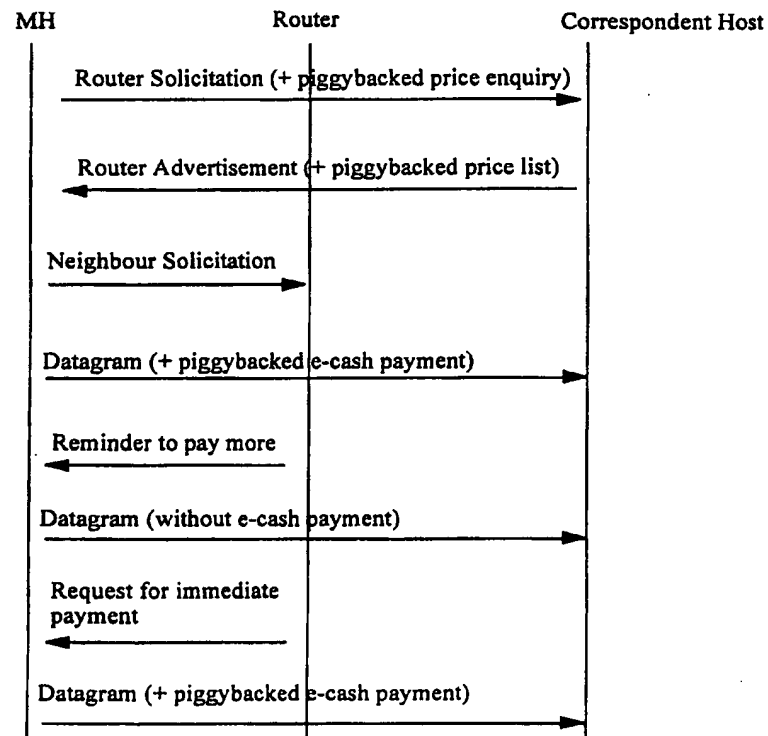 MH Router Correspondent Host
Router Solicitation (+ piggybacked price enquiry)
Router Advertisement (+ piggybacked price list)
Neighbour Solicitation
Datagram (+ piggybacked e-cash payment)
Reminder to pay more
Datagram (without e-cash payment)
Request for immediate
payment
Datagram (+ piggybacked e-cash payment)